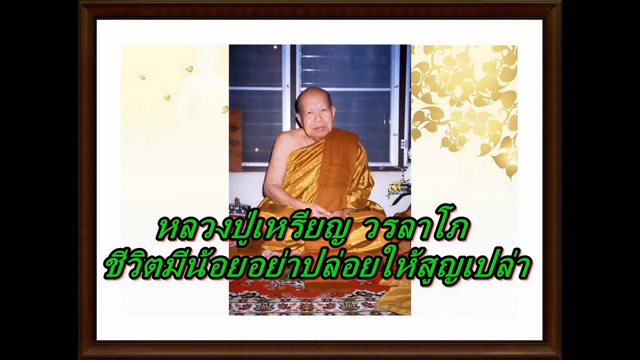 หลวงปู่เหรียญ วรลาโภ
ชีวิตมีน้อยอย่าปล่อยให้สูญเปล่า